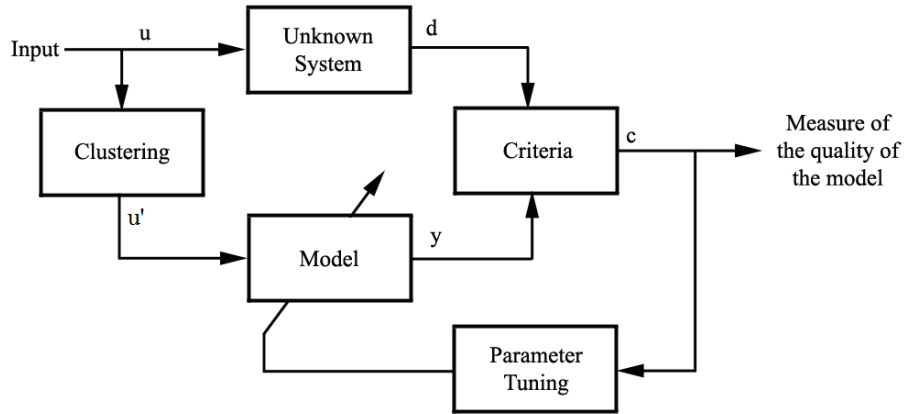 Input
u
Unknown
System
d
Clustering
Criteria
c
Measure of
the quality of
the model
u'
Model
y
Parameter
Tuning